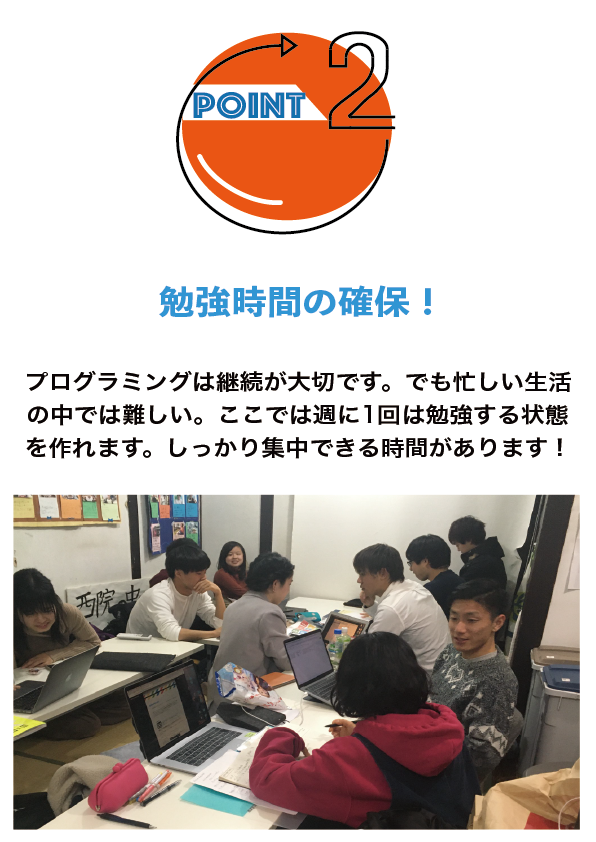 POINT 2
勉強時間の確保！
プログラミングは継続が大切です。でも忙しい生活
の中では難しい。ここでは週に1回は勉強する状態
を作れます。しっかり集中できる時間があります！
西院